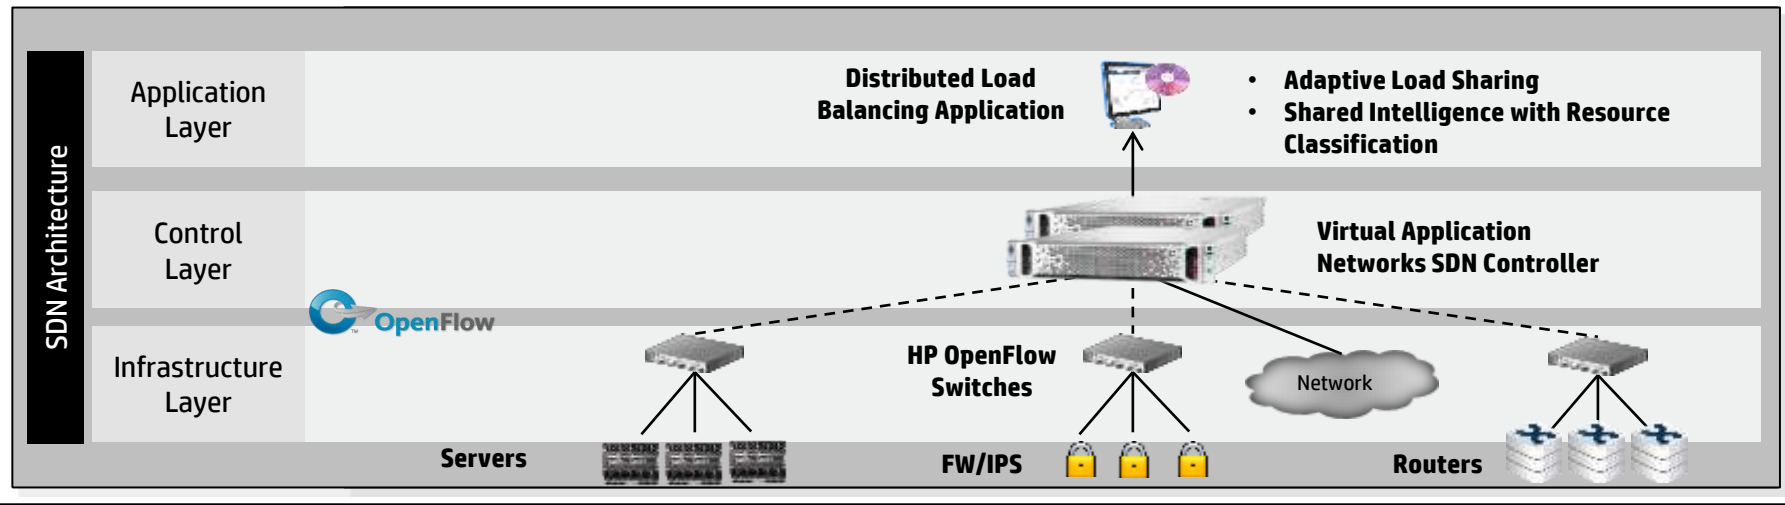 SDN Architecture
Application
Layer
Distributed Load
Balancing Application
• Adaptive Load Sharing
• Shared Intelligence with Resource
Classification
Control
Layer
Virtual Application
Networks SDN Controller
OpenFlow
TM
Infrastructure
Layer
HP OpenFlow
Switches
Network
Servers
FW/IPS
Routers